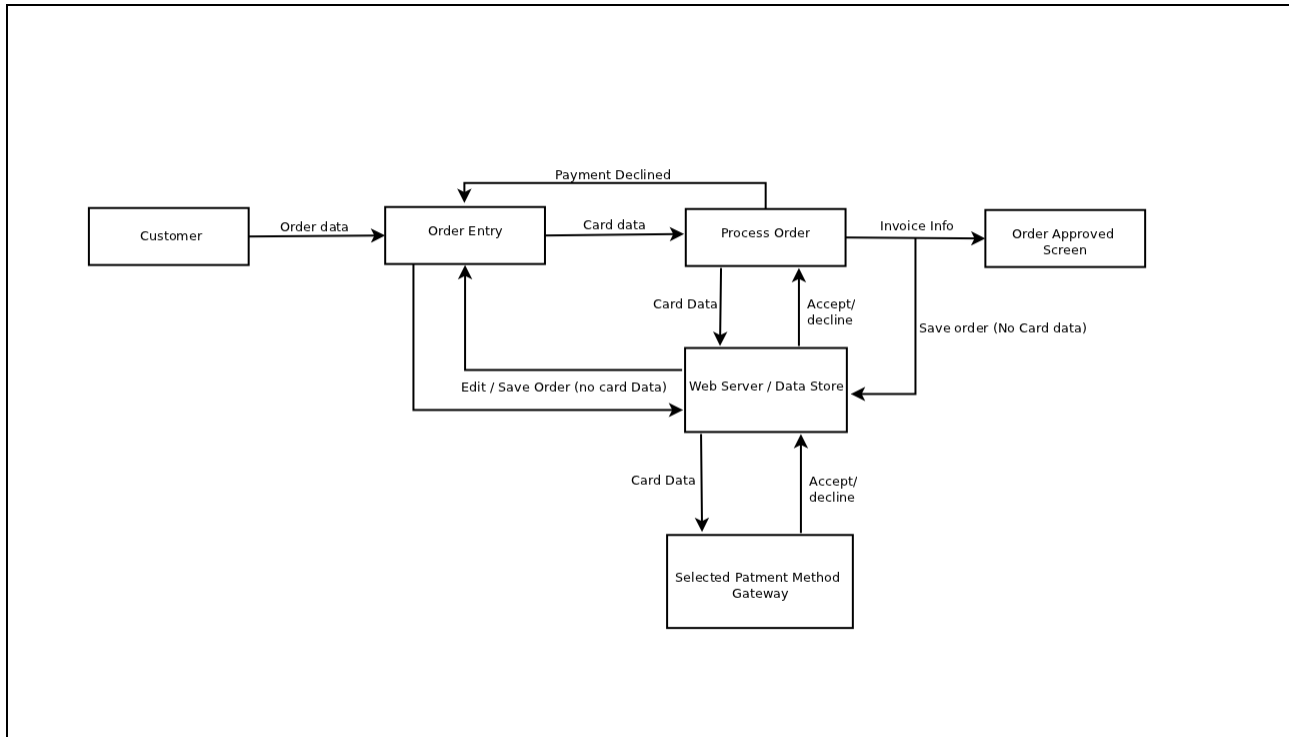 Payment Declined
Customer
Order data
Order Entry
Card data
Process Order
Invoice Info
Order Approved
Screen
Card Data
Accept/
decline
Save order (No Card data)
Edit / Save Order (no card Data)
Web Server / Data Store
Card Data
Accept/
decline
Selected Patment Method
Gateway